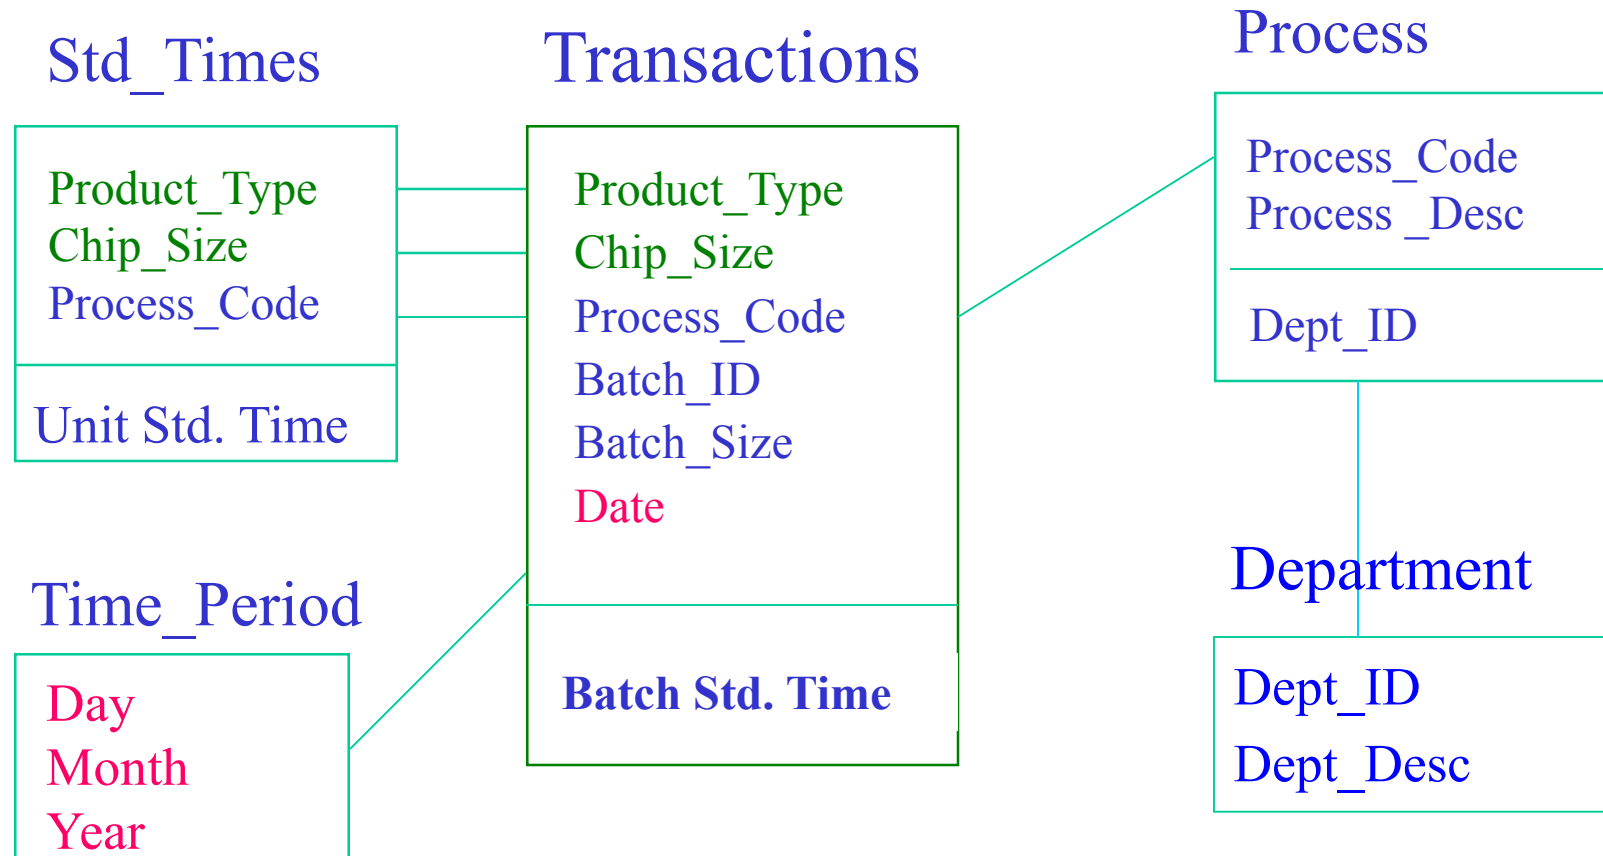 Std_Times
Product_Type
Chip_Size
Process_Code
Unit Std. Time
Transactions
Product_Type
Chip_Size
Process_Code
Batch_ID
Batch_Size
Date
Batch Std. Time
Process
Process_Code
Process _Desc
Dept_ID
Time_Period
Day
Month
Year
Department
Dept_ID
Dept_Desc